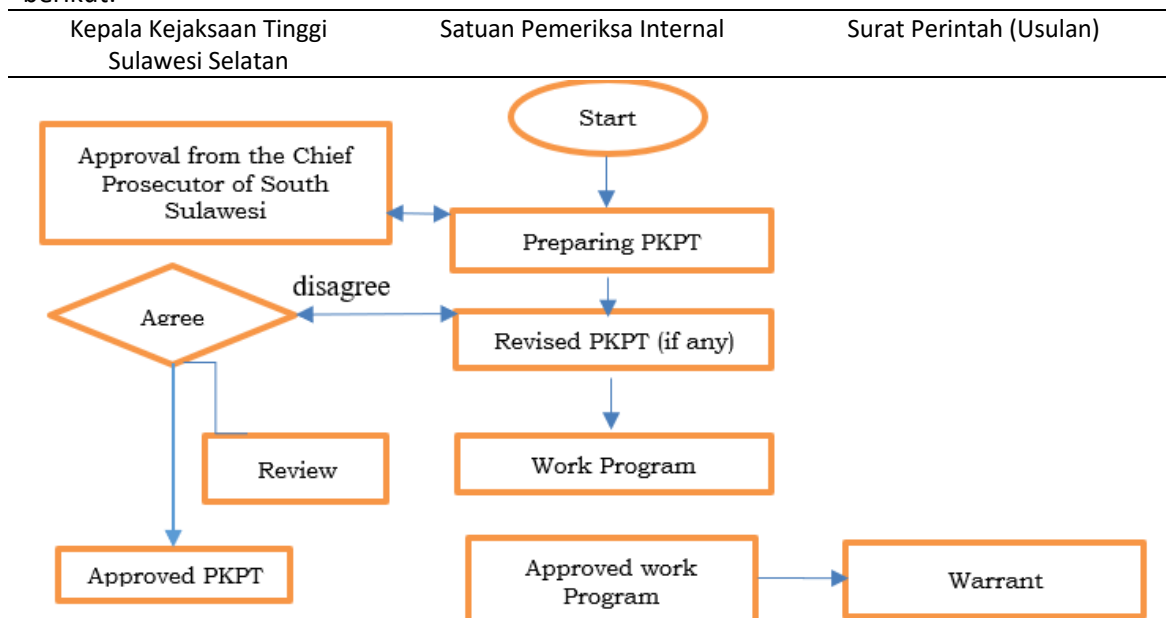 berikut:
Kepala Kejaksaan Tinggi
Sulawesi Selatan
Satuan Pemeriksa Internal
Surat Perintah (Usulan)
Start
Approval from the Chief
Prosecutor of South
Sulawesi
Preparing PKPT
disagree
Agree
Revised PKPT (if any)
Review
Work Program
Approved PKPT
Approved work
Program
Warrant